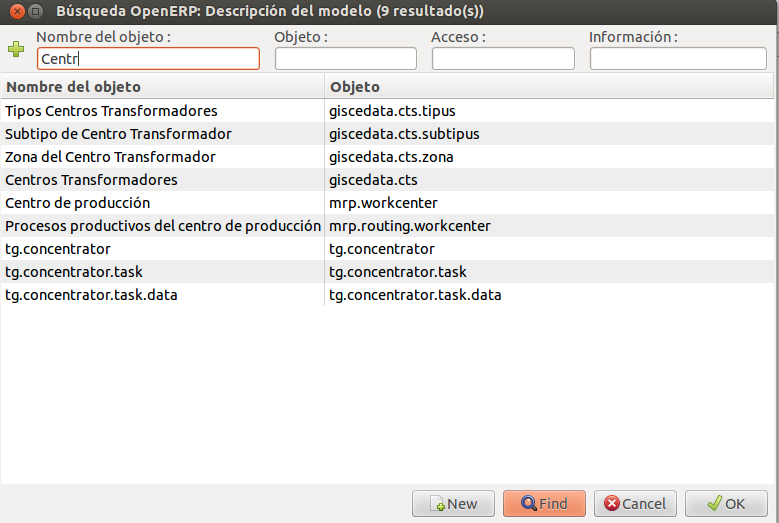 Búsqueda OpenERP: Descripción del modelo (9 resultado(s))
Nombre del objeto : Objeto : Acceso : Información :
Centr
Nombre del objeto Objeto
Tipos Centros Transformadores giscedata.cts.tipus
Subtipo de Centro Transformador giscedata.cts.subtipus
Zona del Centro Transformador giscedata.cts.zona
Centros Transformadores giscedata.cts
Centro de producción mrp.workcenter
Procesos productivos del centro de producción mrp.routing.workcenter
tg.concentrator tg.concentrator
tg.concentrator.task tg.concentrator.task
tg.concentrator.task.data tg.concentrator.task.data
New Find Cancel OK